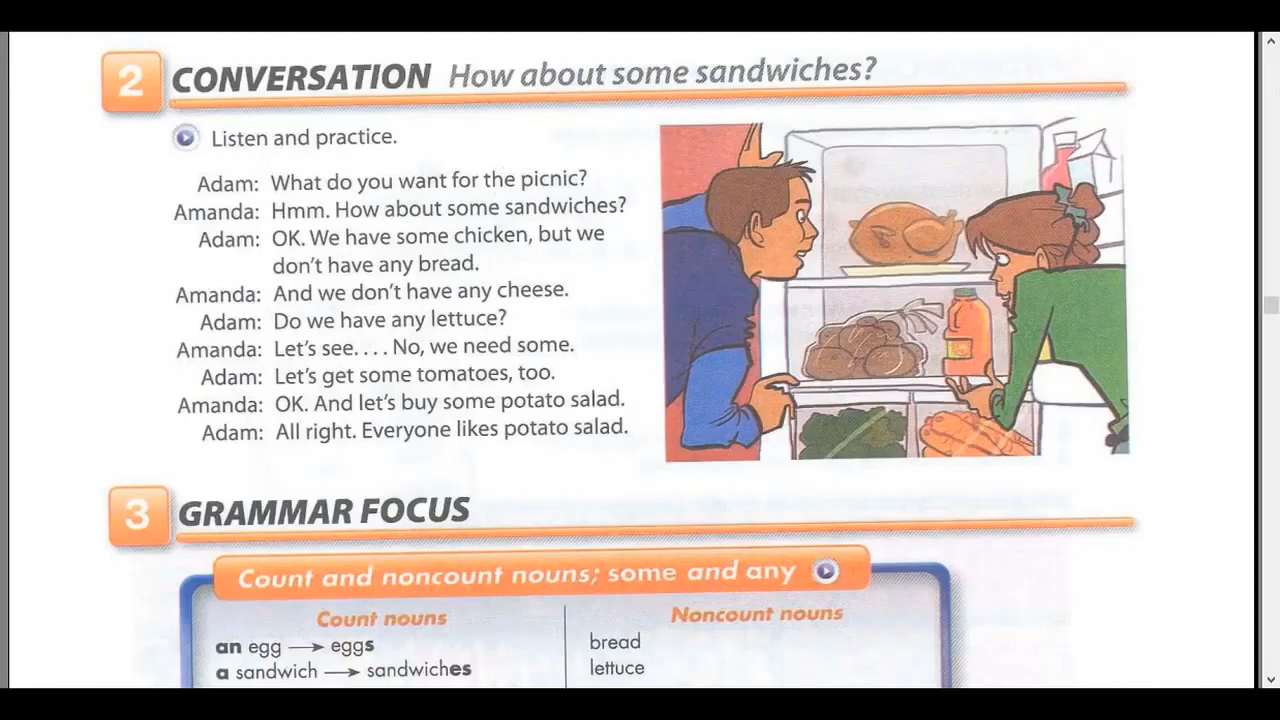 2 CONVERSATION How about some sandwiches?
Listen and practice.
Adam: What do you want for the picnic?
Amanda: Hmm. How about some sandwiches?
Adam: OK. We have some chicken, but we
don't have any bread.
Amanda: And we don't have any cheese.
Adam: Do we have any lettuce?
Amanda: Let's see. . . . No, we need some.
Adam: Let's get some tomatoes, too.
Amanda: OK. And let's buy some potato salad.
Adam: All right. Everyone likes potato salad.
3 GRAMMAR FOCUS
Count and noncount nouns; some and any
Count nouns
Noncount nouns
an egg → eggs
bread
a sandwich → sandwiches
lettuce